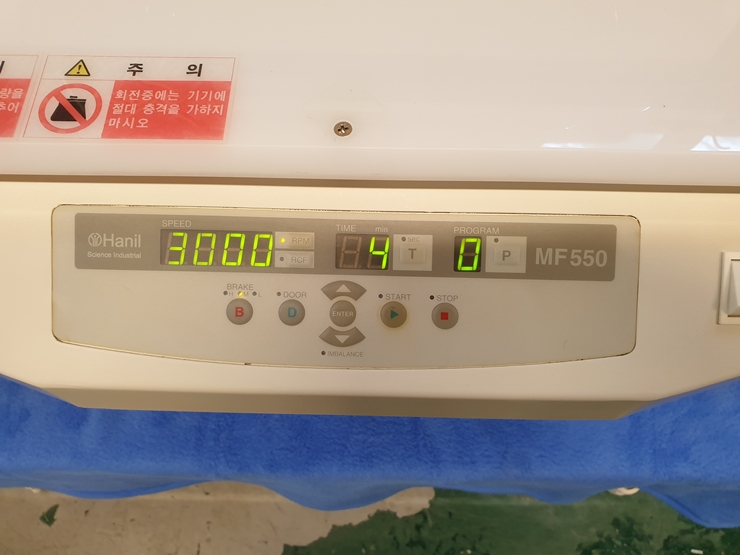 주 의
회전중에는 기기에
절대 충격을 가하지
마시오
Hanil
Science Industrial
SPEED
3000
RPM
RCF
TIME min
4
SEC
T
PROGRAM
0
P
MF550
BRAKE
H M L
B
DOOR
D
ENTER
START
STOP
IMBALANCE